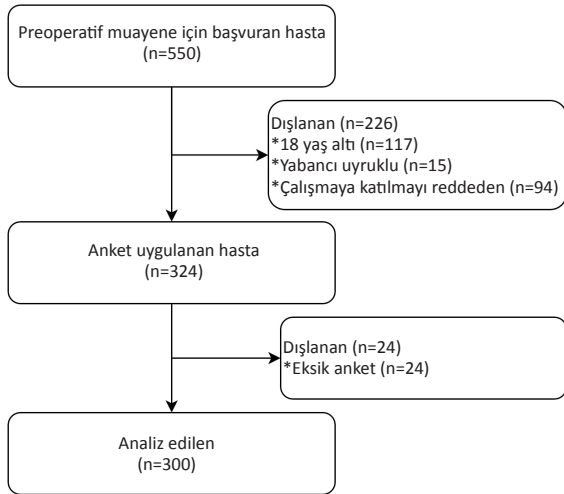 Preoperatif muayene için başvuran hasta
(n=550)
Dışlanan (n=226)
*18 yaş altı (n=117)
*Yabancı uyruklu (n=15)
*Çalışmaya katılmayı reddeden (n=94)
Anket uygulanan hasta
(n=324)
Dışlanan (n=24)
*Eksik anket (n=24)
Analiz edilen
(n=300)